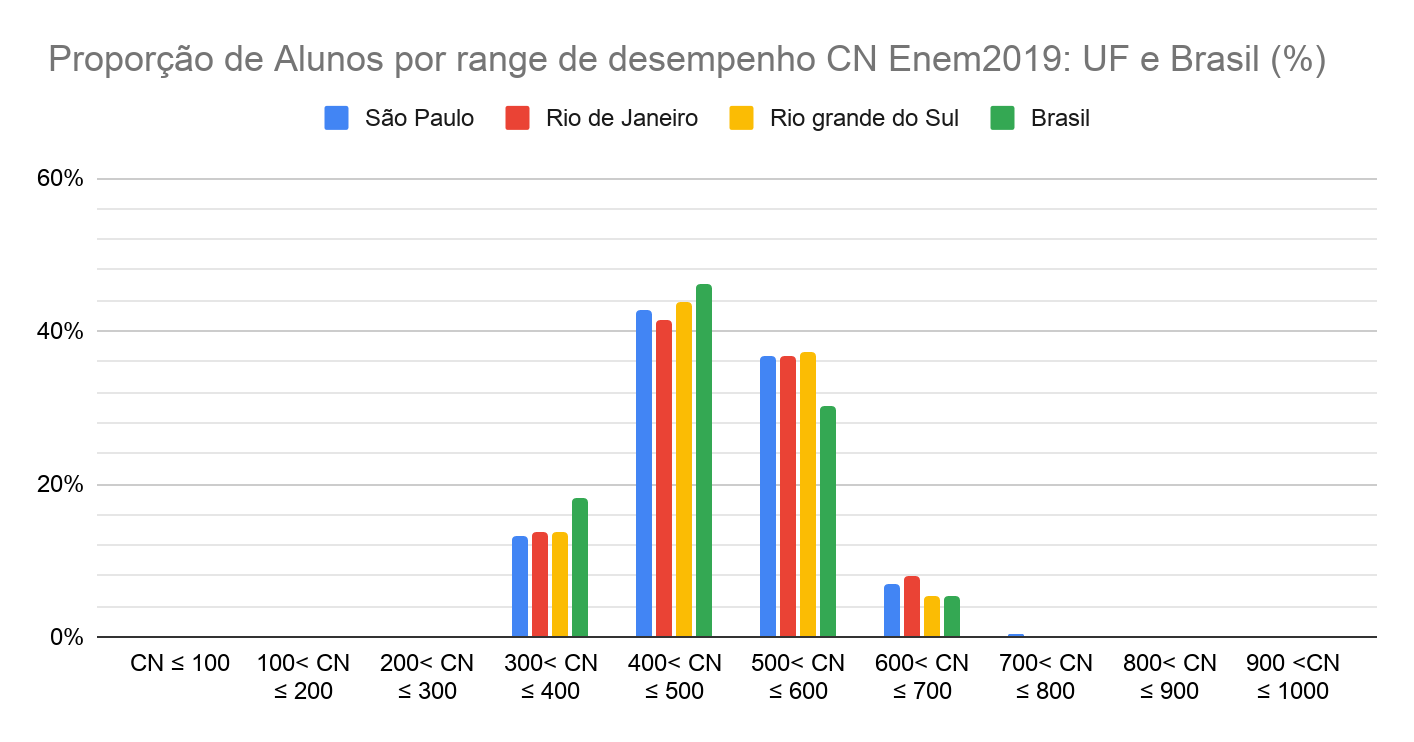 Proporção de Alunos por range de desempenho CN Enem2019: UF e Brasil (%)
São Paulo Rio de Janeiro Rio grande do Sul Brasil
60%
40%
20%
0%
CN ≤ 100 100< CN 200< CN 300< CN 400< CN 500< CN 600< CN 700< CN 800< CN 900 <CN
≤ 200 ≤ 300 ≤ 400 ≤ 500 ≤ 600 ≤ 700 ≤ 800 ≤ 900 ≤ 1000